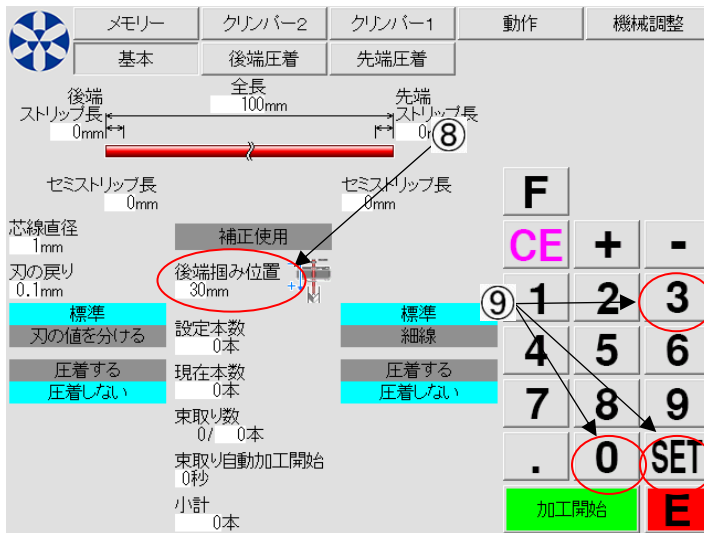 メモリー クリンパー2 クリンパー1 動作 機械調整
基本 後端圧着 先端圧着
全長
100mm
後端
ストリップ長
0mm
先端
ストリップ長
0mm
⑧
セミストリップ長
0mm
セミストリップ長
0mm
芯線直径
1mm
補正使用
刃の戻り
0.1mm
後端掴み位置
30mm
標準
刃の値を分ける
標準
細線
設定本数
0本
圧着する
圧着しない
圧着する
圧着しない
現在本数
0本
束取り数
0/ 0本
束取り自動加工開始
0秒
小計
0本
F
CE + -
⑨
1 2 3
4 5 6
7 8 9
. 0 SET
加工開始 E